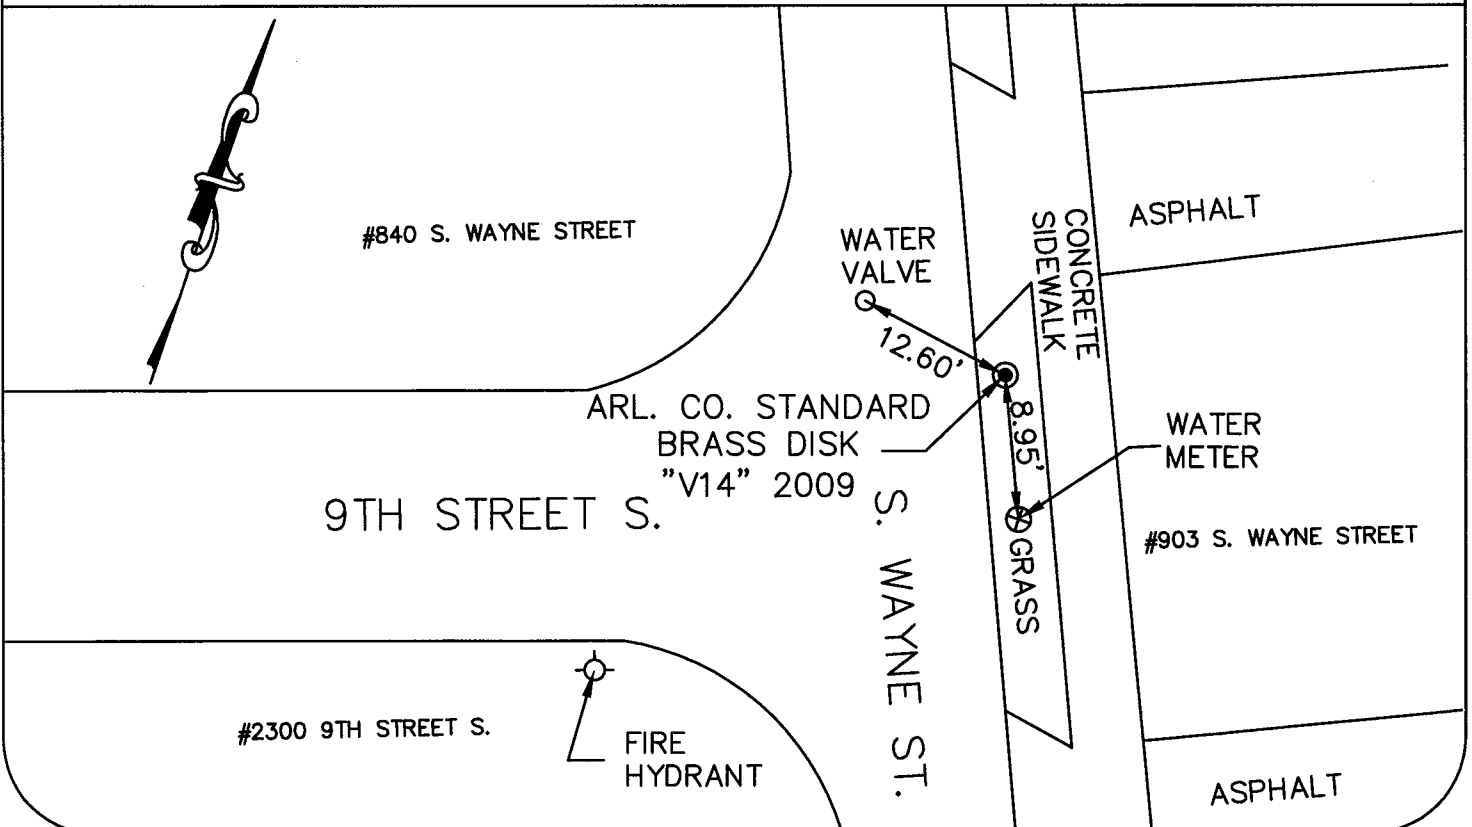 #840 S. WAYNE STREET
WATER
VALVE
CONCRETE
SIDEWALK
ASPHALT
12.60'
ARL. CO. STANDARD
BRASS DISK
"V14" 2009
8.95'
WATER
METER
9TH STREET S.
S. WAYNE ST.
GRASS
#903 S. WAYNE STREET
#2300 9TH STREET S.
FIRE
HYDRANT
ASPHALT